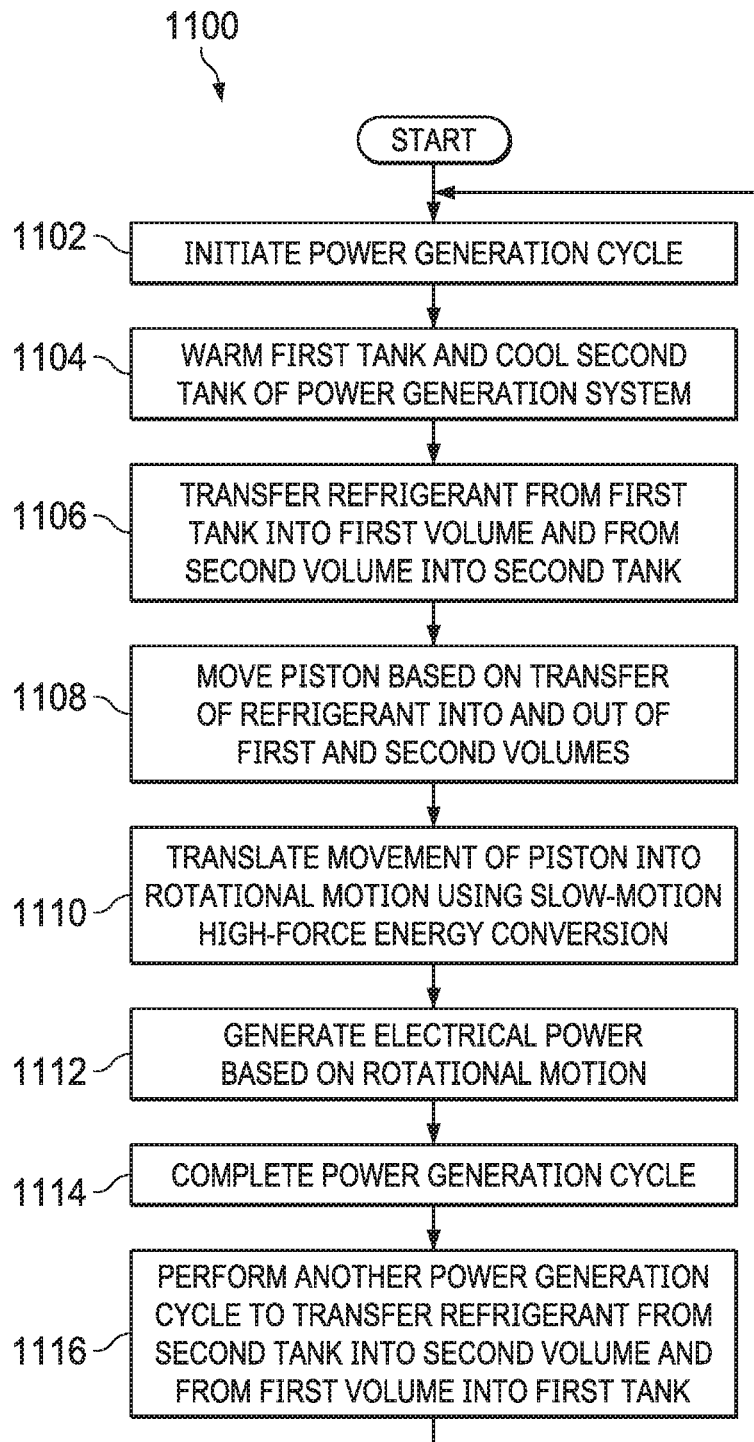 1100
START
1102
INITIATE POWER GENERATION CYCLE
1104
WARM FIRST TANK AND COOL SECOND
TANK OF POWER GENERATION SYSTEM
1106
TRANSFER REFRIGERANT FROM FIRST
TANK INTO FIRST VOLUME AND FROM
SECOND VOLUME INTO SECOND TANK
1108
MOVE PISTON BASED ON TRANSFER
OF REFRIGERANT INTO AND OUT OF
FIRST AND SECOND VOLUMES
1110
TRANSLATE MOVEMENT OF PISTON INTO
ROTATIONAL MOTION USING SLOW-MOTION
HIGH-FORCE ENERGY CONVERSION
1112
GENERATE ELECTRICAL POWER
BASED ON ROTATIONAL MOTION
1114
COMPLETE POWER GENERATION CYCLE
1116
PERFORM ANOTHER POWER GENERATION
CYCLE TO TRANSFER REFRIGERANT FROM
SECOND TANK INTO SECOND VOLUME AND
FROM FIRST VOLUME INTO FIRST TANK